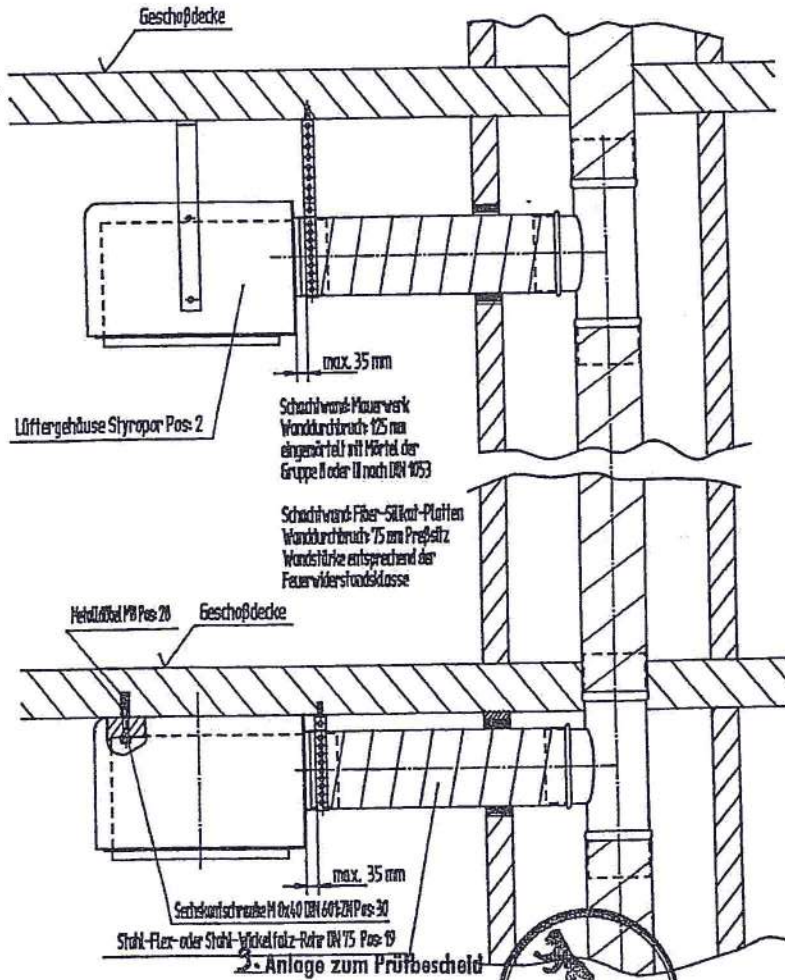 Geschoßdecke
max. 35 mm
Lüftergehäuse Styropor Pos: 2
Schachtwand: Mauerwerk
Wanddurchbruch: 125 mm
eingemörtelt mit Mörtel der
Gruppe II oder III nach DIN 1053
Schachtwand: Fiber-Silikat-Platten
Wanddurchbruch: 75 mm Preßsitz
Wandstärke entsprechend der
Feuerwiderstandsklasse
Metalldübel M8 Pos: 28
Geschoßdecke
max. 35 mm
Sechskantschraube M 8x40 DIN 601-ZN Pos: 30
Stahl-Flex- oder Stahl-Wickelfalz-Rohr DN 75 Pos: 19
3. Anlage zum Prüfbescheid